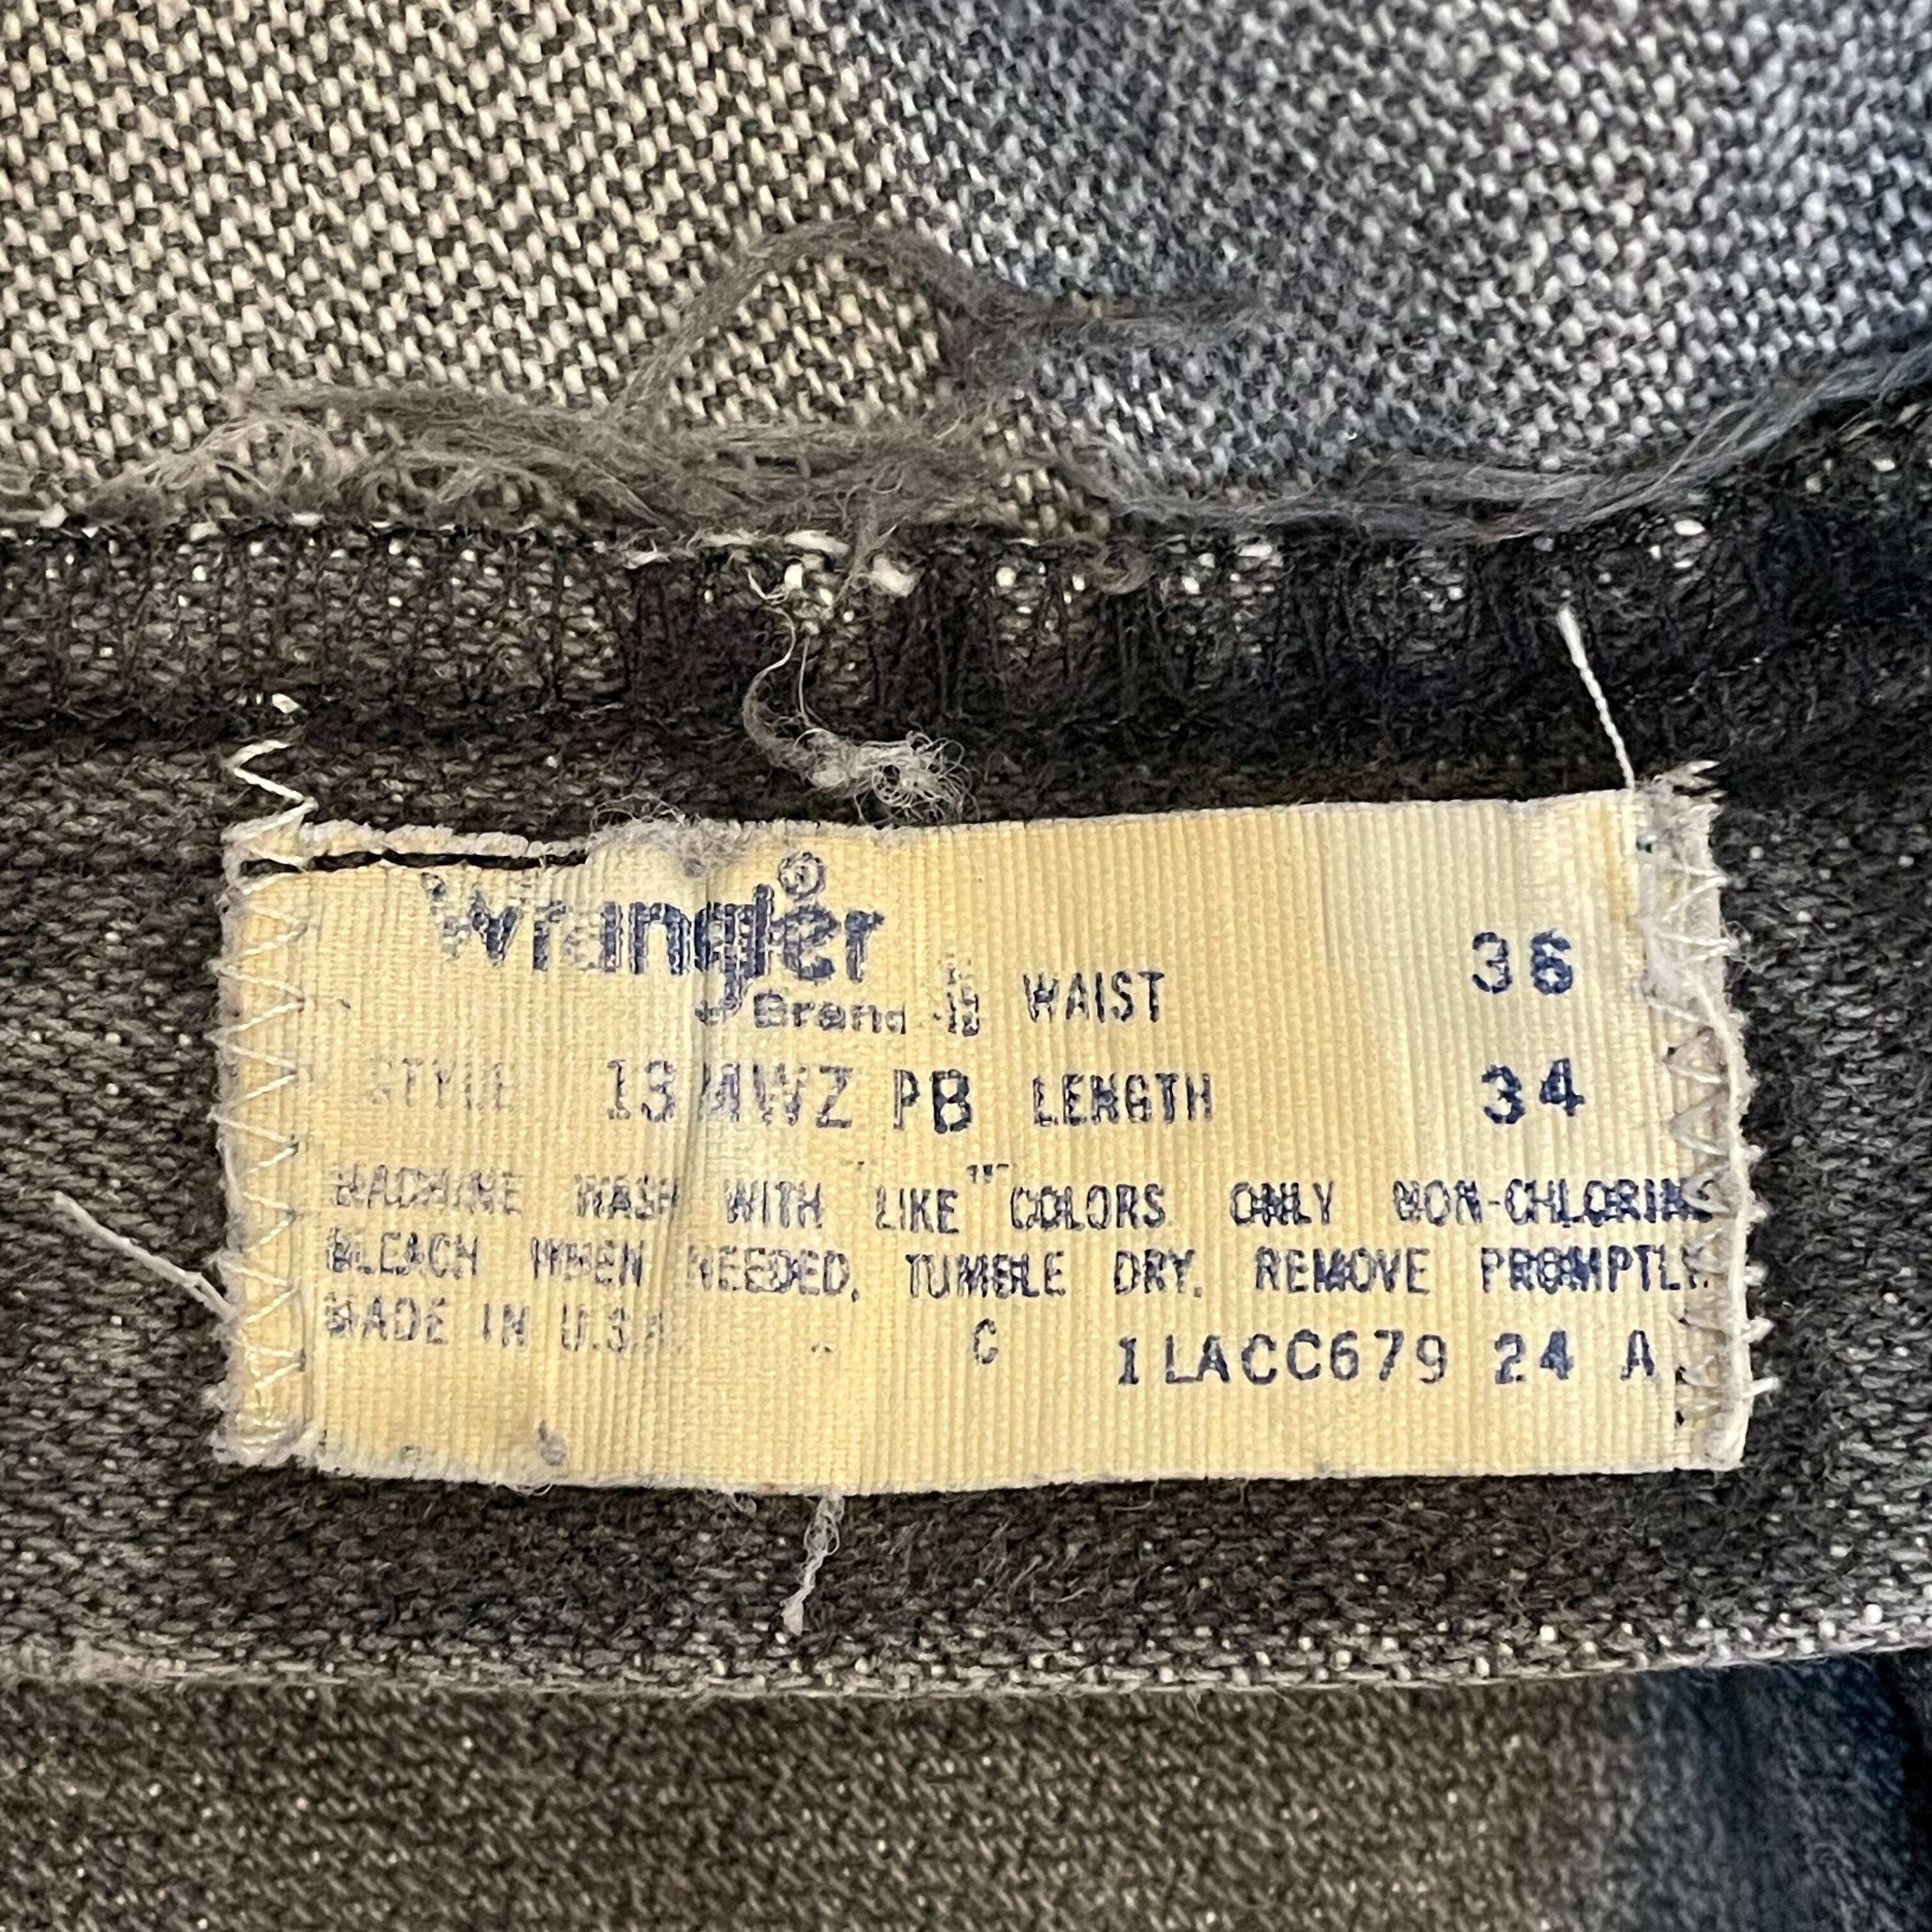 Wrangler®
Brand WAIST 36
STYLE 13MWZ PB LENGTH 34
MACHINE WASH WITH "LIKE" COLORS ONLY NON-CHLORINE
BLEACH WHEN NEEDED. TUMBLE DRY. REMOVE PROMPTLY.
MADE IN U.S.A. C 1LACC679 24 A